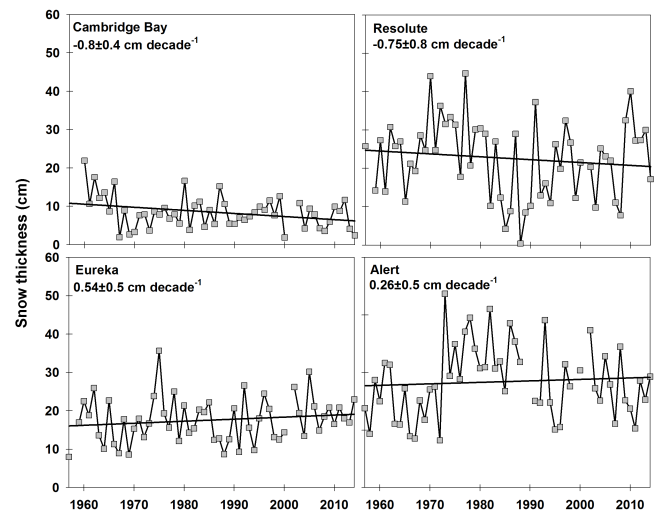 Cambridge Bay
-0.8±0.4 cm decade-1
Resolute
-0.75±0.8 cm decade-1
60
50
40
30
20
10
0
Snow thickness (cm)
Eureka
0.54±0.5 cm decade-1
Alert
0.26±0.5 cm decade-1
60
50
40
30
20
10
0
1960 1970 1980 1990 2000 2010 1960 1970 1980 1990 2000 2010